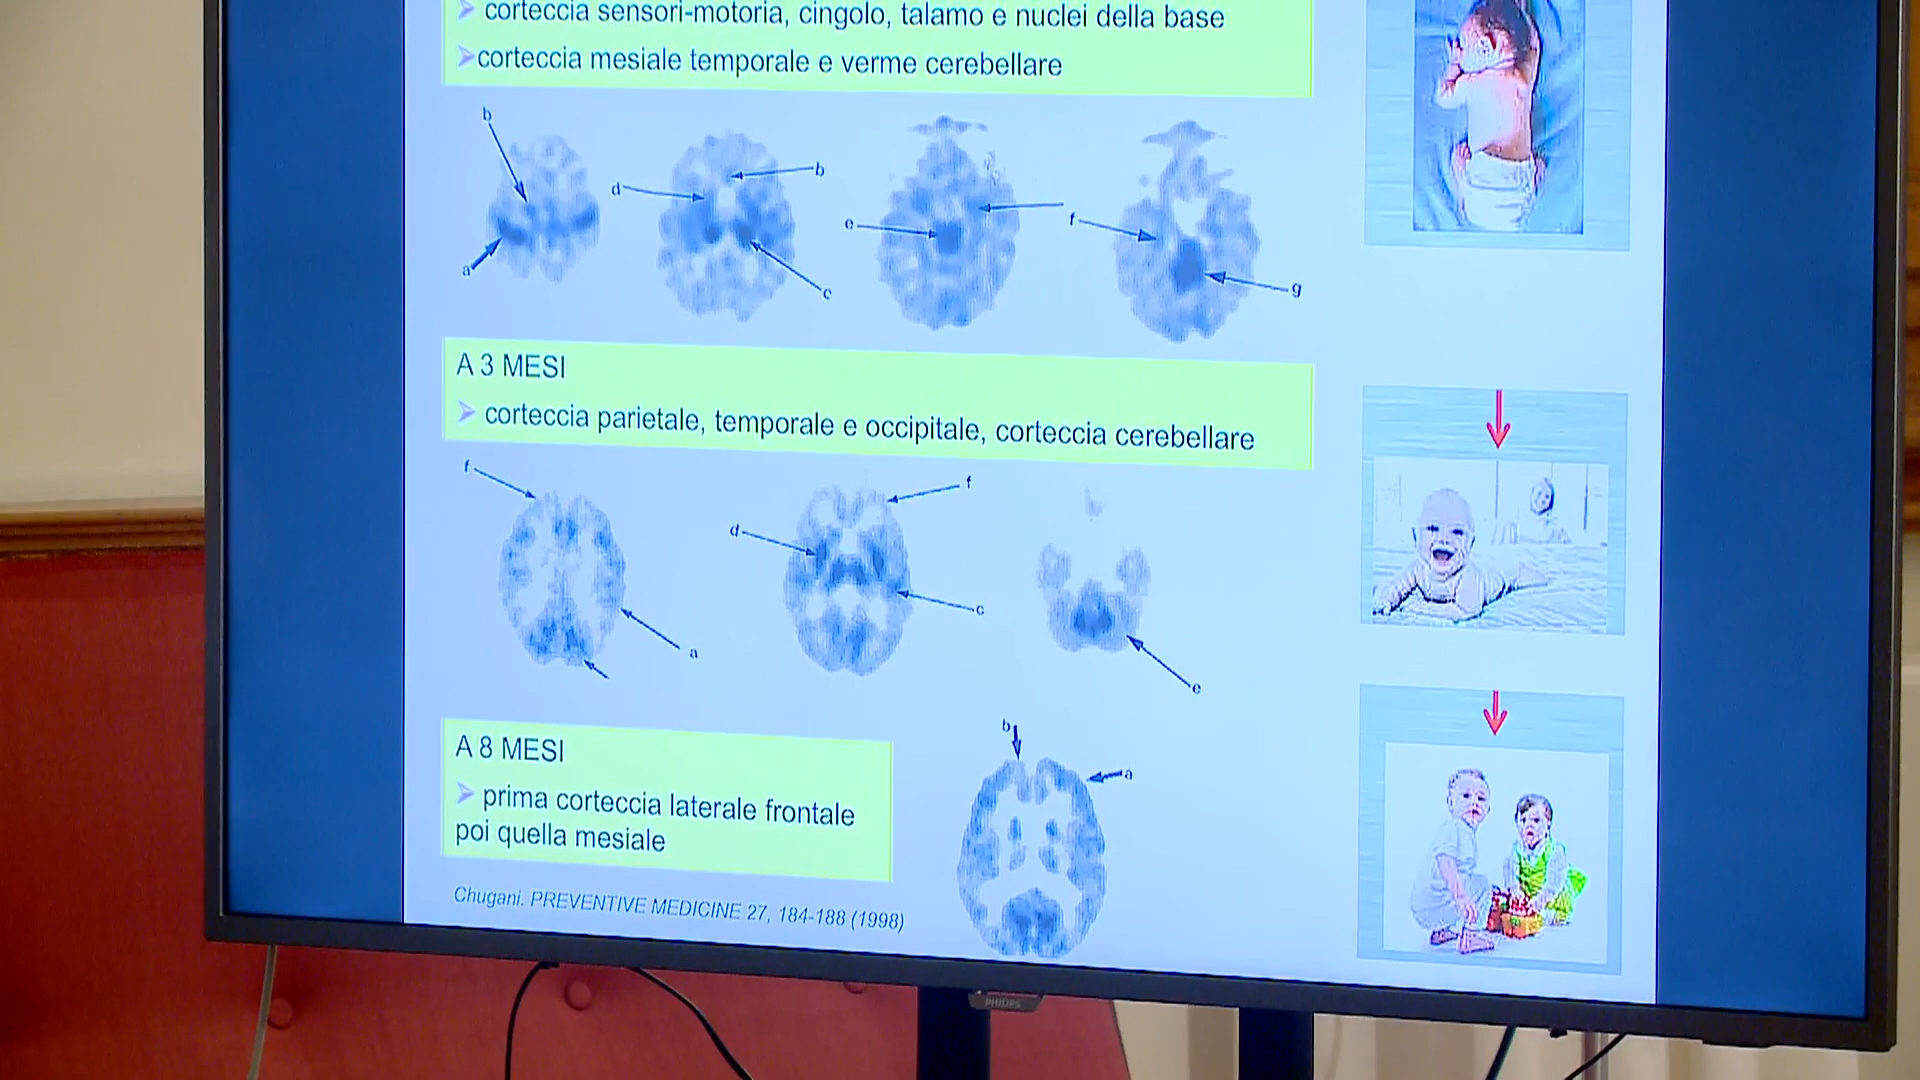 ➤ corteccia sensori-motoria, cingolo, talamo e nuclei della base
➤corteccia mesiale temporale e verme cerebellare
b
a
d
b
c
e
f
g
A 3 MESI
➤ corteccia parietale, temporale e occipitale, corteccia cerebellare
f
a
d
f
c
e
A 8 MESI
➤ prima corteccia laterale frontale
poi quella mesiale
b
a
Chugani. PREVENTIVE MEDICINE 27, 184-188 (1998)
PHILIPS